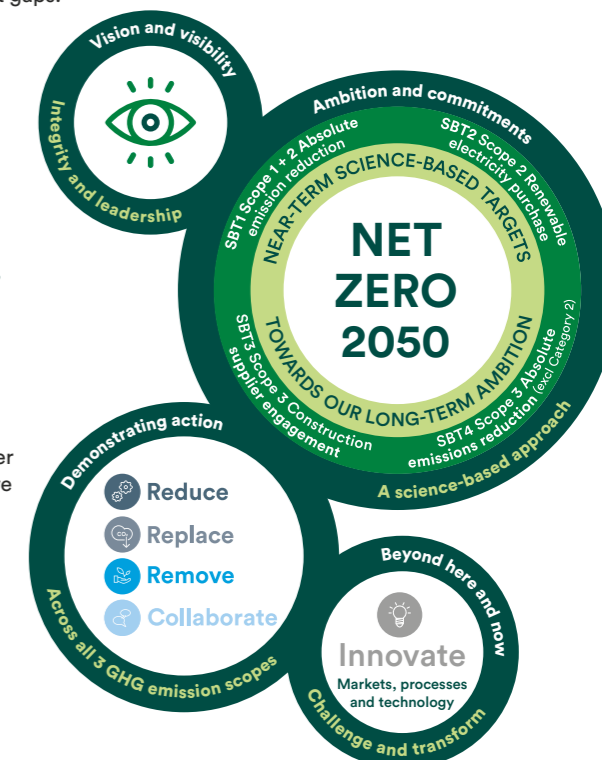 gaps.
Vision and visibility
Integrity and leadership
Ambition and commitments
SBT1 Scope 1 + 2 Absolute
emission reduction
SBT2 Scope 2 Renewable
electricity purchase
NEAR-TERM SCIENCE-BASED TARGETS
NET
ZERO
2050
TOWARDS OUR LONG-TERM AMBITION
SBT3 Scope 3 Construction
supplier engagement
SBT4 Scope 3 Absolute
emissions reduction (excl Category 2)
A science-based approach
er
re
Demonstrating action
Reduce
Replace
Remove
Collaborate
Across all 3 GHG emission scopes
Beyond here and now
Innovate
Markets, processes
and technology
Challenge and transform